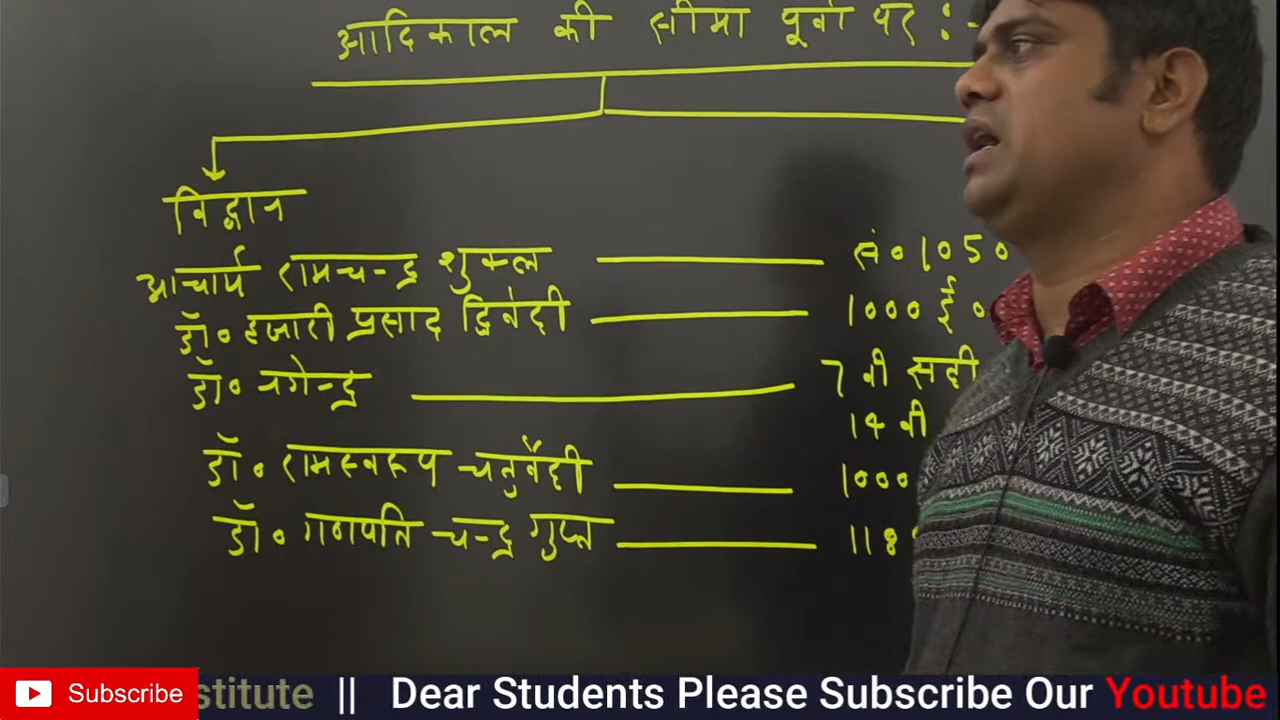 आदिकाल की सीमा पूर्वा पर :-
विद्वान
आचार्य रामचन्द्र शुक्ल — सं० 1050
डॉ० हजारी प्रसाद द्विवेदी — 1000 ई०
डॉ० नगेन्द्र — 7 वी सदी
14 वी
डॉ० रामस्वरूप चतुर्वेदी — 1000
डॉ० गणपति चन्द्र गुप्त — 118
Subscribe stitute || Dear Students Please Subscribe Our Youtube